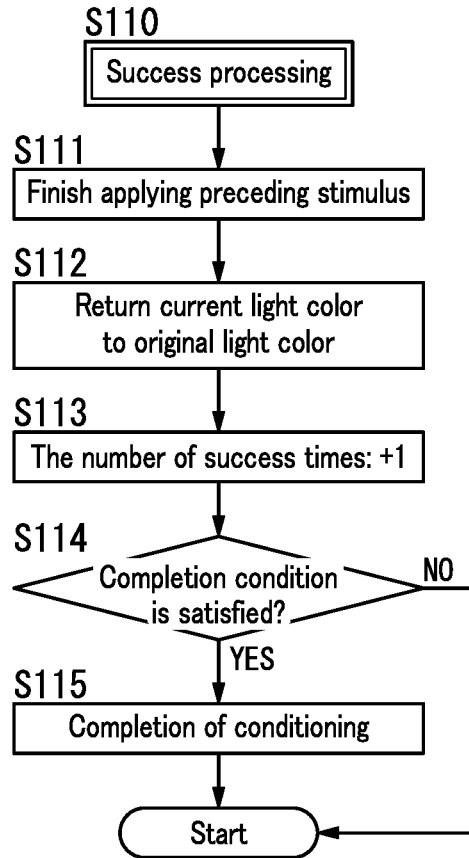 S110
Success processing
S111
Finish applying preceding stimulus
S112
Return current light color
to original light color
S113
The number of success times: +1
S114
Completion condition
is satisfied?
NO
YES
S115
Completion of conditioning
Start